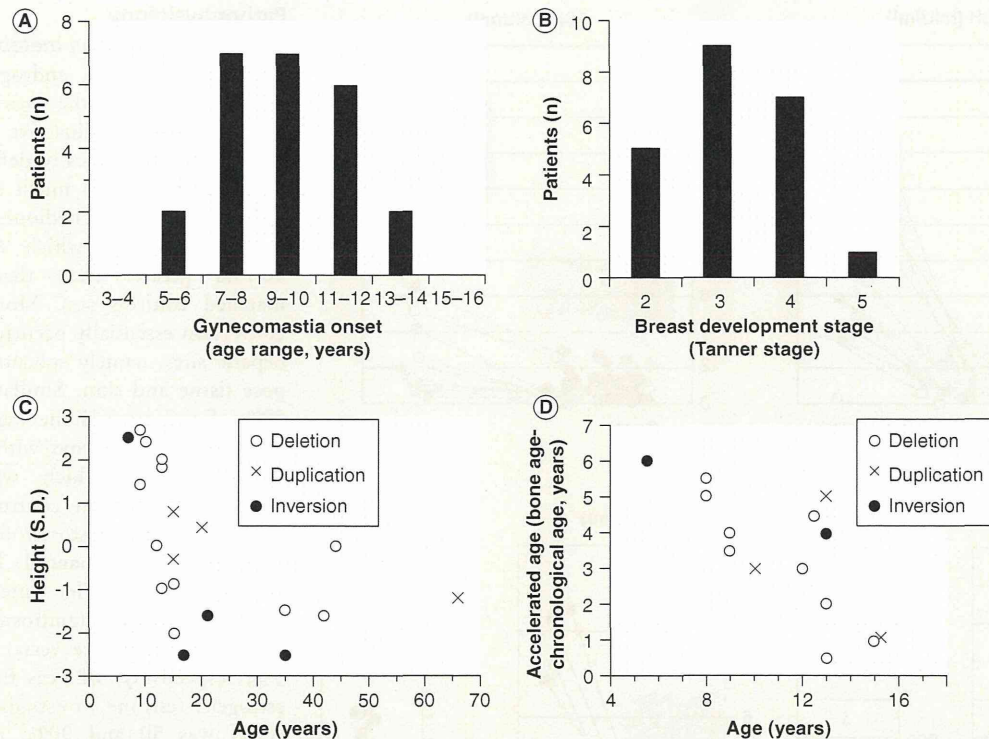 A
Patients (n)
8
6
4
2
0
3–4
5–6
7–8
9–10
11–12
13–14
15–16
Gynecomastia onset
(age range, years)
B
Patients (n)
10
8
6
4
2
0
2
3
4
5
Breast development stage
(Tanner stage)
C
Height (S.D.)
3
2
1
0
-1
-2
-3
0
10
20
30
40
50
60
70
Age (years)
Deletion
Duplication
Inversion
D
Accelerated age (bone age-
chronological age, years)
7
6
5
4
3
2
1
0
4
8
12
16
Age (years)
Deletion
Duplication
Inversion